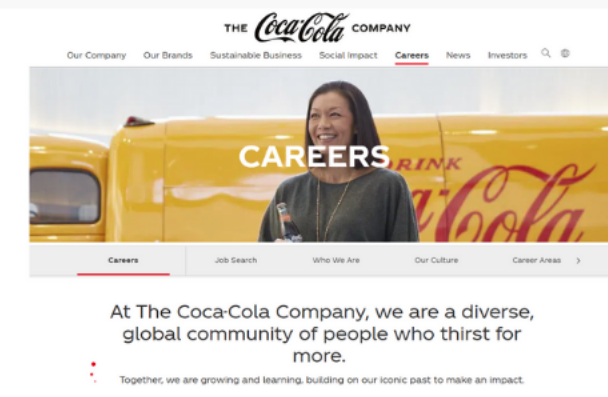 THE Coca-Cola COMPANY
Our Company Our Brands Sustainable Business Social Impact Careers News Investors
CAREERS
DRINK
Coca-Cola
Careers Job Search Who We Are Our Culture Career Areas >
At The Coca-Cola Company, we are a diverse,
global community of people who thirst for
more.
Together, we are growing and learning, building on our iconic past to make an impact.